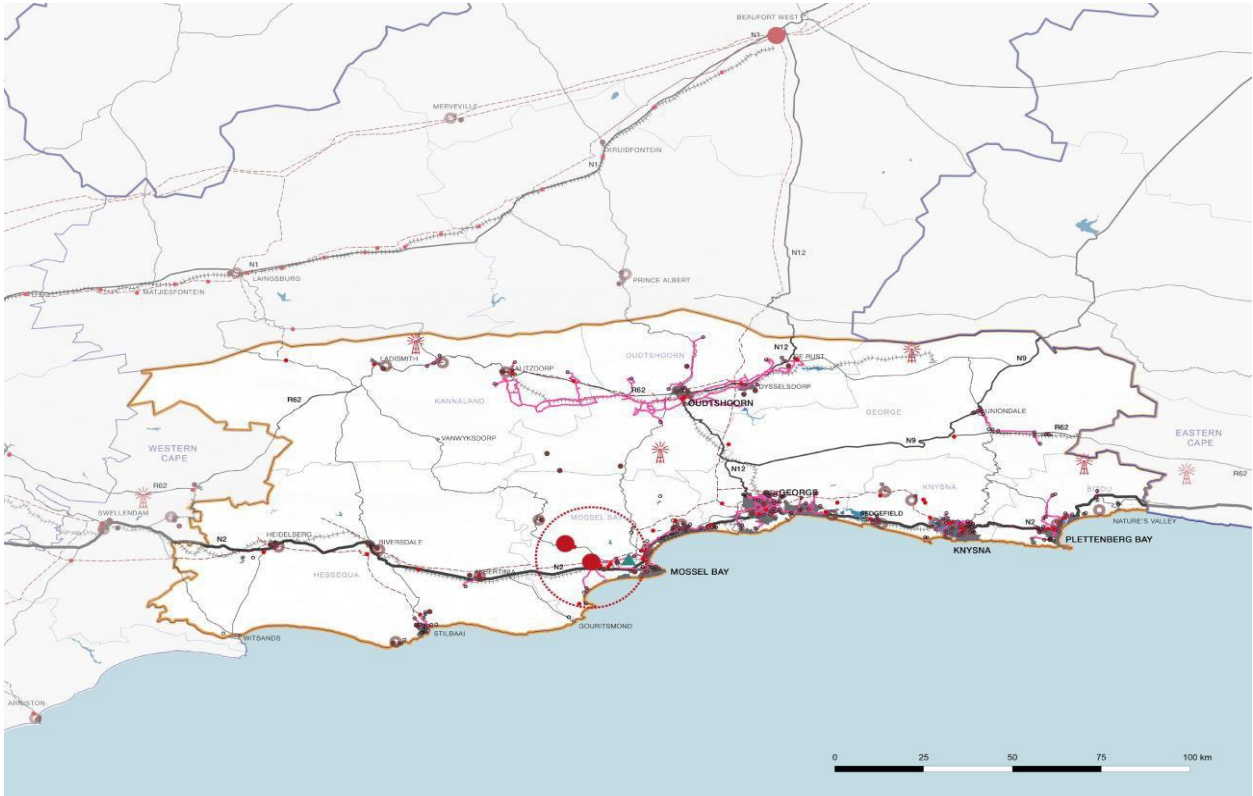 BEAUFORT WEST
N1
MERVEVILLE
KRUIDFONTEIN
N1
N12
N1
LAINGSBURG
PRINCE ALBERT
MATJIESFONTEIN
LADISMITH
OUDTSHOORN
N12
DE RUST
N9
CALITZDORP
R62
DYSSELSDORP
R62
KANNALAND
OUDTSHOORN
GEORGE
UNIONDALE
VANWYKSDORP
N9
R62
WESTERN
CAPE
EASTERN
CAPE
N12
R62
KNYSNA
BITOU
GEORGE
SWELLENDAM
MOSSEL BAY
SEDGEFIELD
N2
NATURE'S VALLEY
N2
HEIDELBERG
RIVERSDALE
KNYSNA
PLETTENBERG BAY
HESSEQUA
ALBERTINIA
N2
MOSSEL BAY
GOURITSMOND
WITSANDS
STILBAAI
ARNISTON
0 25 50 75 100 km